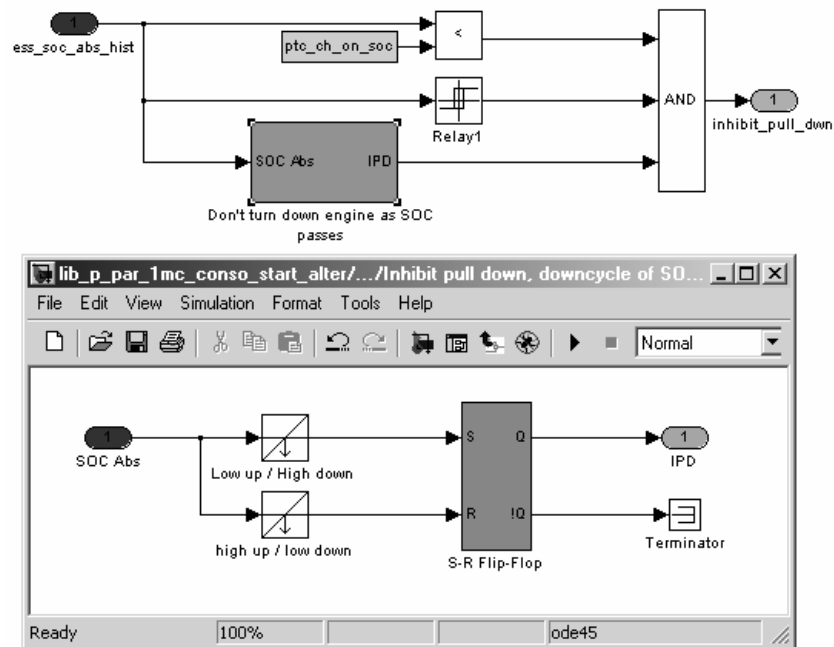 1
ess_soc_abs_hist
ptc_ch_on_soc
<
Relay1
AND
1
inhibit_pull_dwn
SOC Abs
IPD
Don't turn down engine as SOC
passes
lib_p_par_1mc_conso_start_alter/.../Inhibit pull down, downcycle of SO...
File Edit View Simulation Format Tools Help
Normal
1
SOC Abs
Low up / High down
high up / low down
S
Q
R
!Q
S-R Flip-Flop
1
IPD
Terminator
Ready
100%
ode45